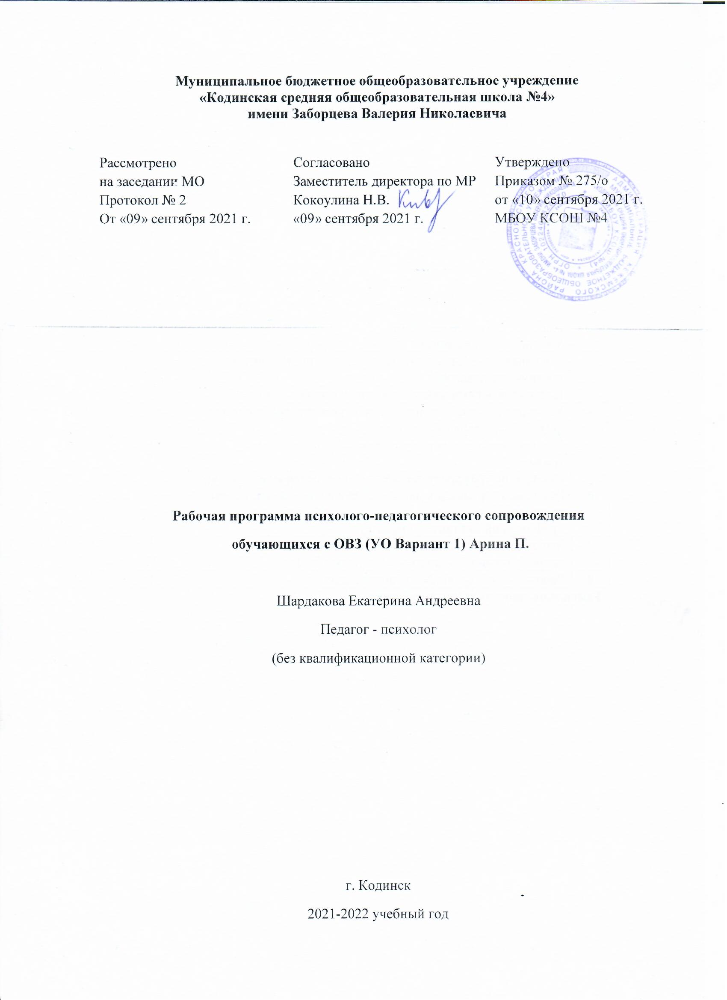 Муниципальное бюджетное общеобразовательное учреждение
«Кодинская средняя общеобразовательная школа №4»
имени Заборцева Валерия Николаевича
Рассмотрено
на заседании МО
Протокол № 2
От «09» сентября 2021 г.
Согласовано
Заместитель директора по МР
Кокоулина Н.В.
«09» сентября 2021 г.
Утверждено
Приказом № 275/о
от «10» сентября 2021 г.
МБОУ КСОШ №4
Рабочая программа психолого-педагогического сопровождения
обучающихся с ОВЗ (УО Вариант 1) Арина П.
Шардакова Екатерина Андреевна
Педагог - психолог
(без квалификационной категории)
г. Кодинск
2021-2022 учебный год